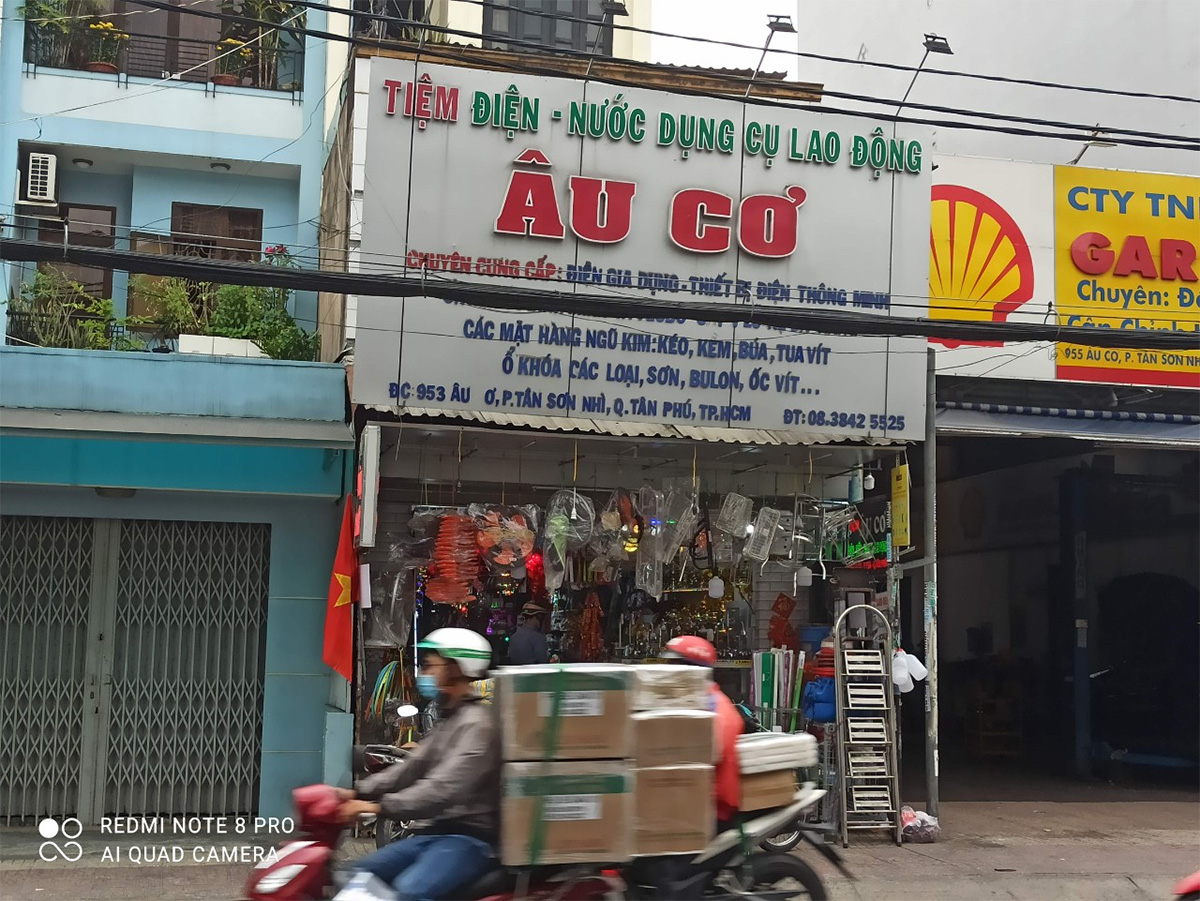 TIỆM ĐIỆN - NƯỚC DỤNG CỤ LAO ĐỘNG
ÂU CƠ
CHUYÊN CUNG CẤP: ĐIỆN GIA DỤNG - THIẾT BỊ ĐIỆN THÔNG MINH
CÁC MẶT HÀNG NGŨ KIM: KÉO, KEM, BÚA, TUA VÍT
Ổ KHÓA CÁC LOẠI, SƠN, BULON, ỐC VÍT...
ĐC: 953 ÂU Ơ, P. TÂN SƠN NHÌ, Q. TÂN PHÚ, TP.HCM ĐT: 08.3842 5525
CTY TN
GAR
Chuyên:
955 ÂU CƠ, P. TÂN SƠN NH
REDMI NOTE 8 PRO
AI QUAD CAMERA